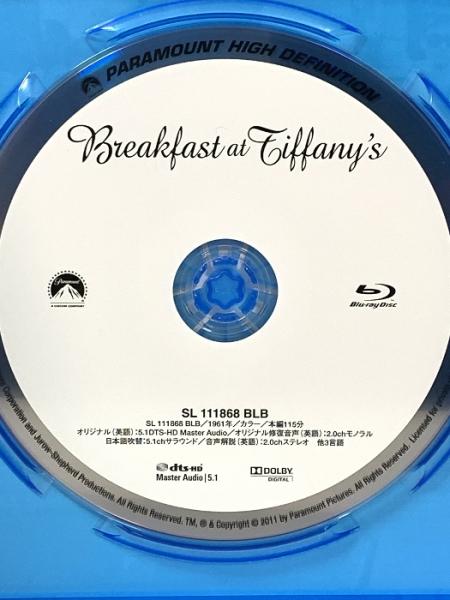 PARAMOUNT HIGH DEFINITION
Breakfast at Tiffany's
Paramount
A VIACOM COMPANY
Blu-ray Disc
SL 111868 BLB
SL 111868 BLB／1961年／カラー／本編115分
オリジナル（英語）：5.1DTS-HD Master Audio／オリジナル修復音声（英語）：2.0chモノラル
日本語吹替：5.1chサラウンド／音声解説（英語）：2.0chステレオ　他3言語
dts-HD
Master Audio | 5.1
DOLBY
DIGITAL
Corporation and Jurow-Shepherd Productions. All Rights Reserved. TM, ® & Copyright © 2011 by Paramount Pictures. All Rights Reserved. Licensed for